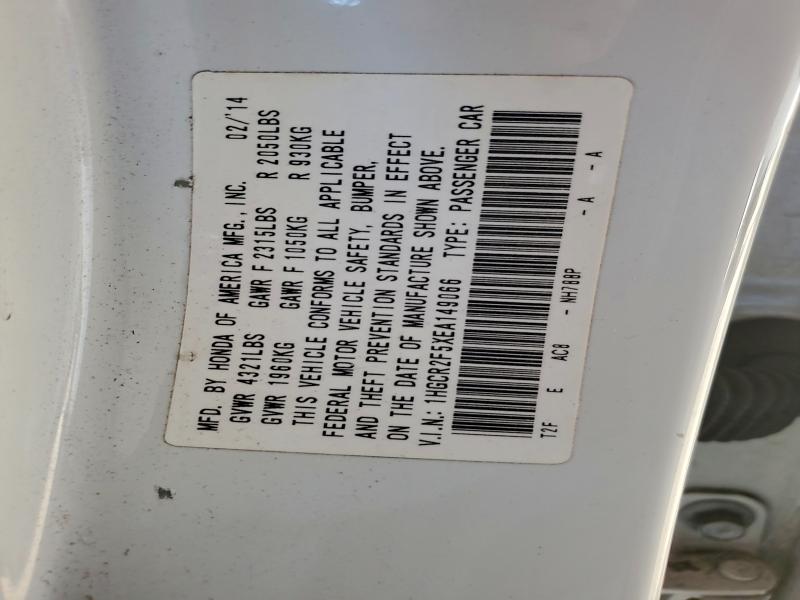 MFD. BY HONDA OF AMERICA MFG., INC. 02/'14
GVWR 4321LBS GAWR F 2315LBS R 2050LBS
GVWR 1960KG GAWR F 1050KG R 930KG
THIS VEHICLE CONFORMS TO ALL APPLICABLE
FEDERAL MOTOR VEHICLE SAFETY, BUMPER,
AND THEFT PREVENTION STANDARDS IN EFFECT
ON THE DATE OF MANUFACTURE SHOWN ABOVE.
V.I.N.: 1HGCR2F5XEA149066 TYPE: PASSENGER CAR
T2F E AC8 - NH788P - A - A